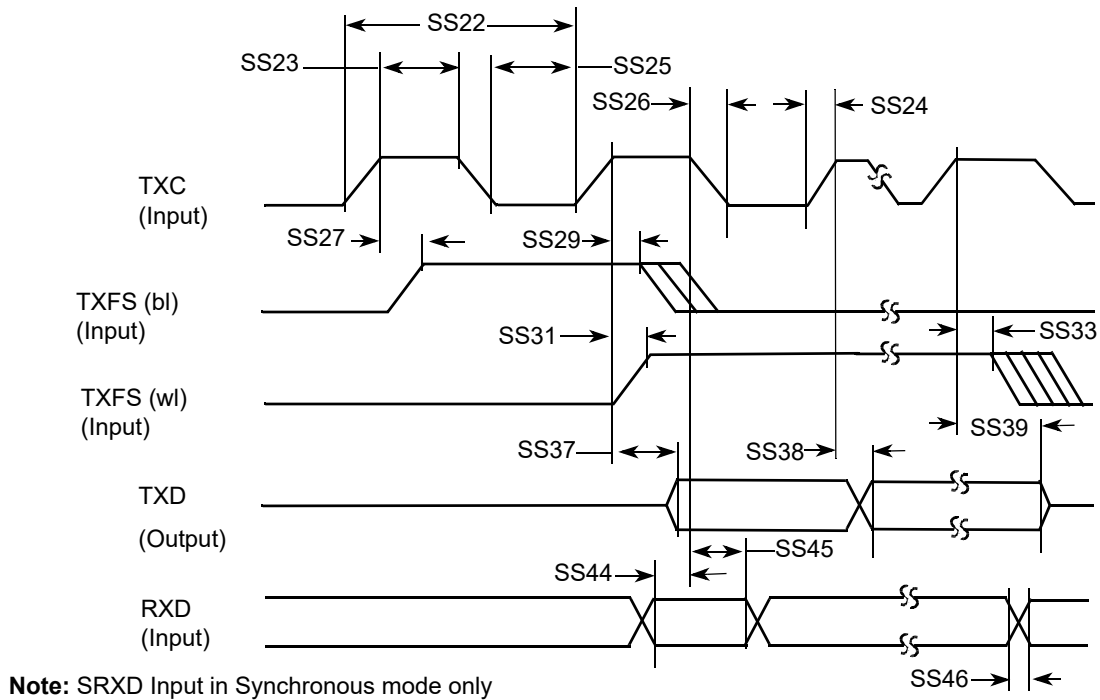 SS22
SS23
SS25
SS26
SS24
TXC
(Input)
SS27
SS29
TXFS (bl)
(Input)
SS31
SS33
TXFS (wl)
(Input)
SS39
SS37
SS38
TXD
(Output)
SS45
SS44
RXD
(Input)
SS46
Note: SRXD Input in Synchronous mode only